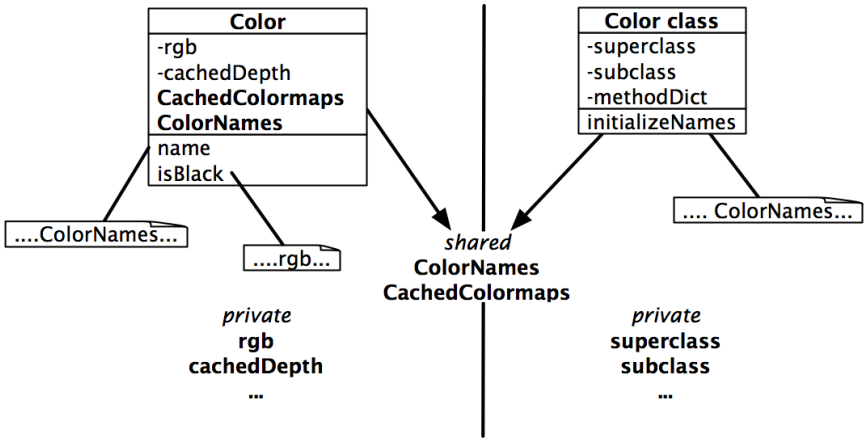 Color
-rgb
-cachedDepth
CachedColormaps
ColorNames
name
isBlack
....ColorNames...
....rgb...
private
rgb
cachedDepth
...
shared
ColorNames
CachedColormaps
Color class
-superclass
-subclass
-methodDict
initializeNames
.... ColorNames...
private
superclass
subclass
...